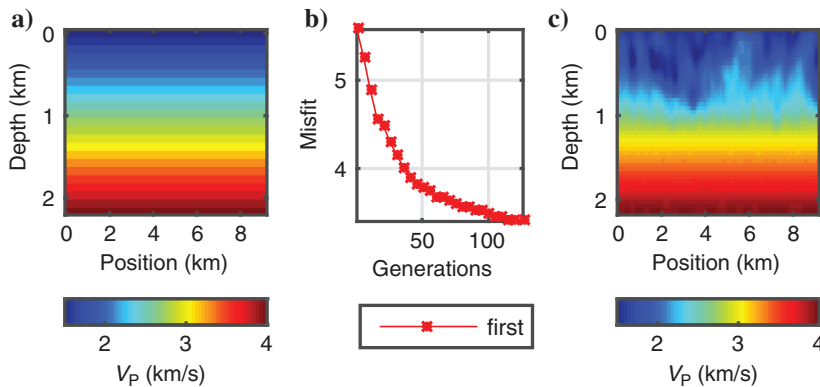 a)
0
1
2
Depth (km)
0 2 4 6 8
Position (km)
2 3 4
V_P (km/s)
b)
5
4
Misfit
50 100
Generations
first
c)
0
1
2
Depth (km)
0 2 4 6 8
Position (km)
2 3 4
V_P (km/s)